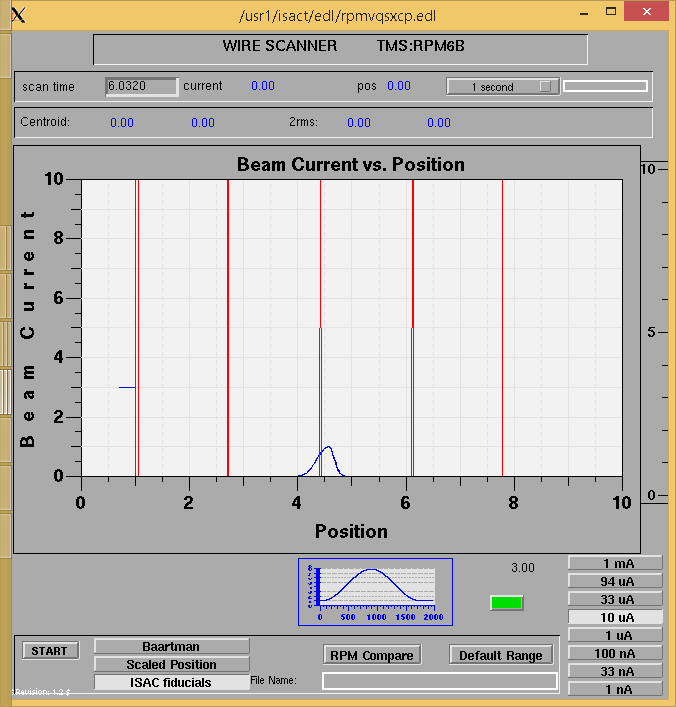 /usr1/isact/edl/rpmvqsxcp.edl
WIRE SCANNER TMS:RPM6B
scan time 6.0320 current 0.00 pos 0.00 1 second
Centroid: 0.00 0.00 2rms: 0.00 0.00
Beam Current vs. Position
10
8
6
4
2
0
Beam Current
0 2 4 6 8 10
Position
10
5
0
8
0 500 1000 1500 2000
3.00
1 mA
94 uA
33 uA
10 uA
1 uA
100 nA
33 nA
1 nA
START
Baartman
Scaled Position
ISAC fiducials
RPM Compare
Default Range
File Name:
$Revision: 1.2 $